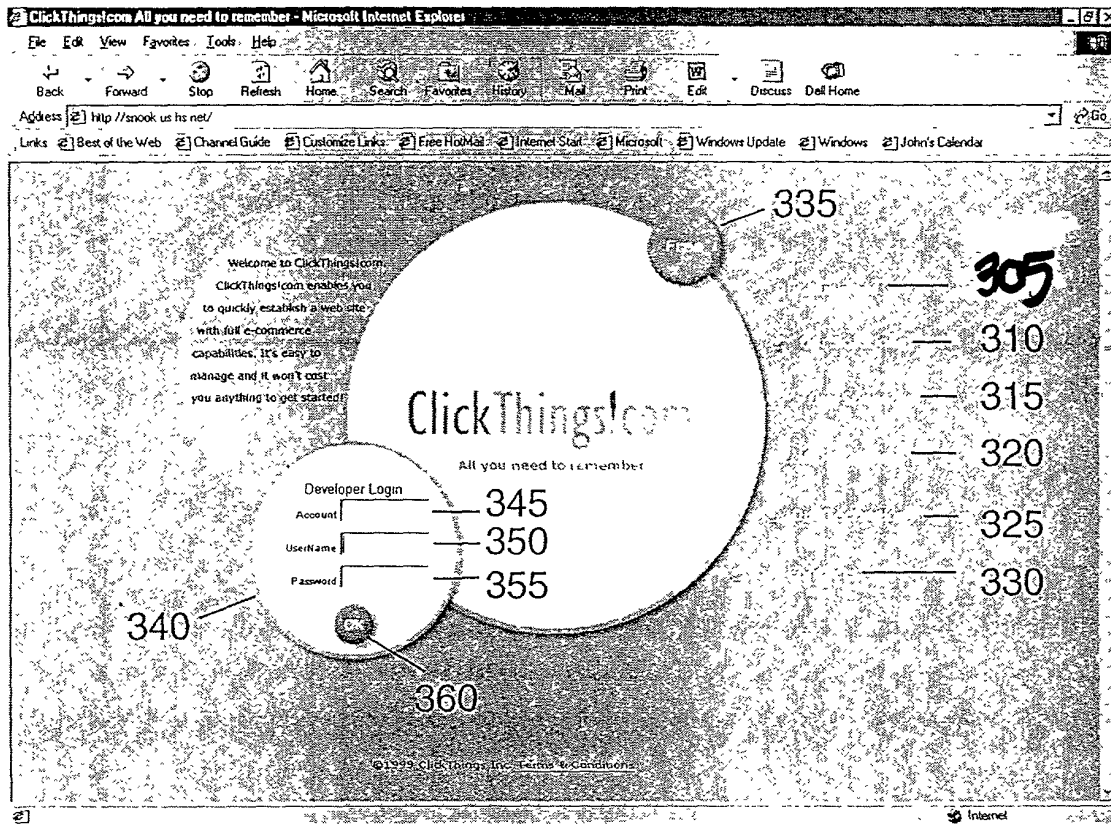 ClickThings!com All you need to remember - Microsoft Internet Explorer
File Edit View Favorites Tools Help
Back Forward Stop Refresh Home Search Favorites History Mail Print Edit Discuss Dell Home
Address http //snook us hs net/ Go
Links Best of the Web Channel Guide Customize Links Free HotMail Internet Start Microsoft Windows Update Windows John's Calendar
335
Welcome to ClickThings!com
ClickThings!com enables you
to quickly establish a web site
with full e-commerce
capabilities. It's easy to
manage and it won't cost
you anything to get started!
305
310
315
320
325
330
ClickThings!com
All you need to remember
Developer Login
Account 345
UserName 350
Password 355
340
OK
360
©1999 ClickThings Inc. Terms & Conditions
Internet